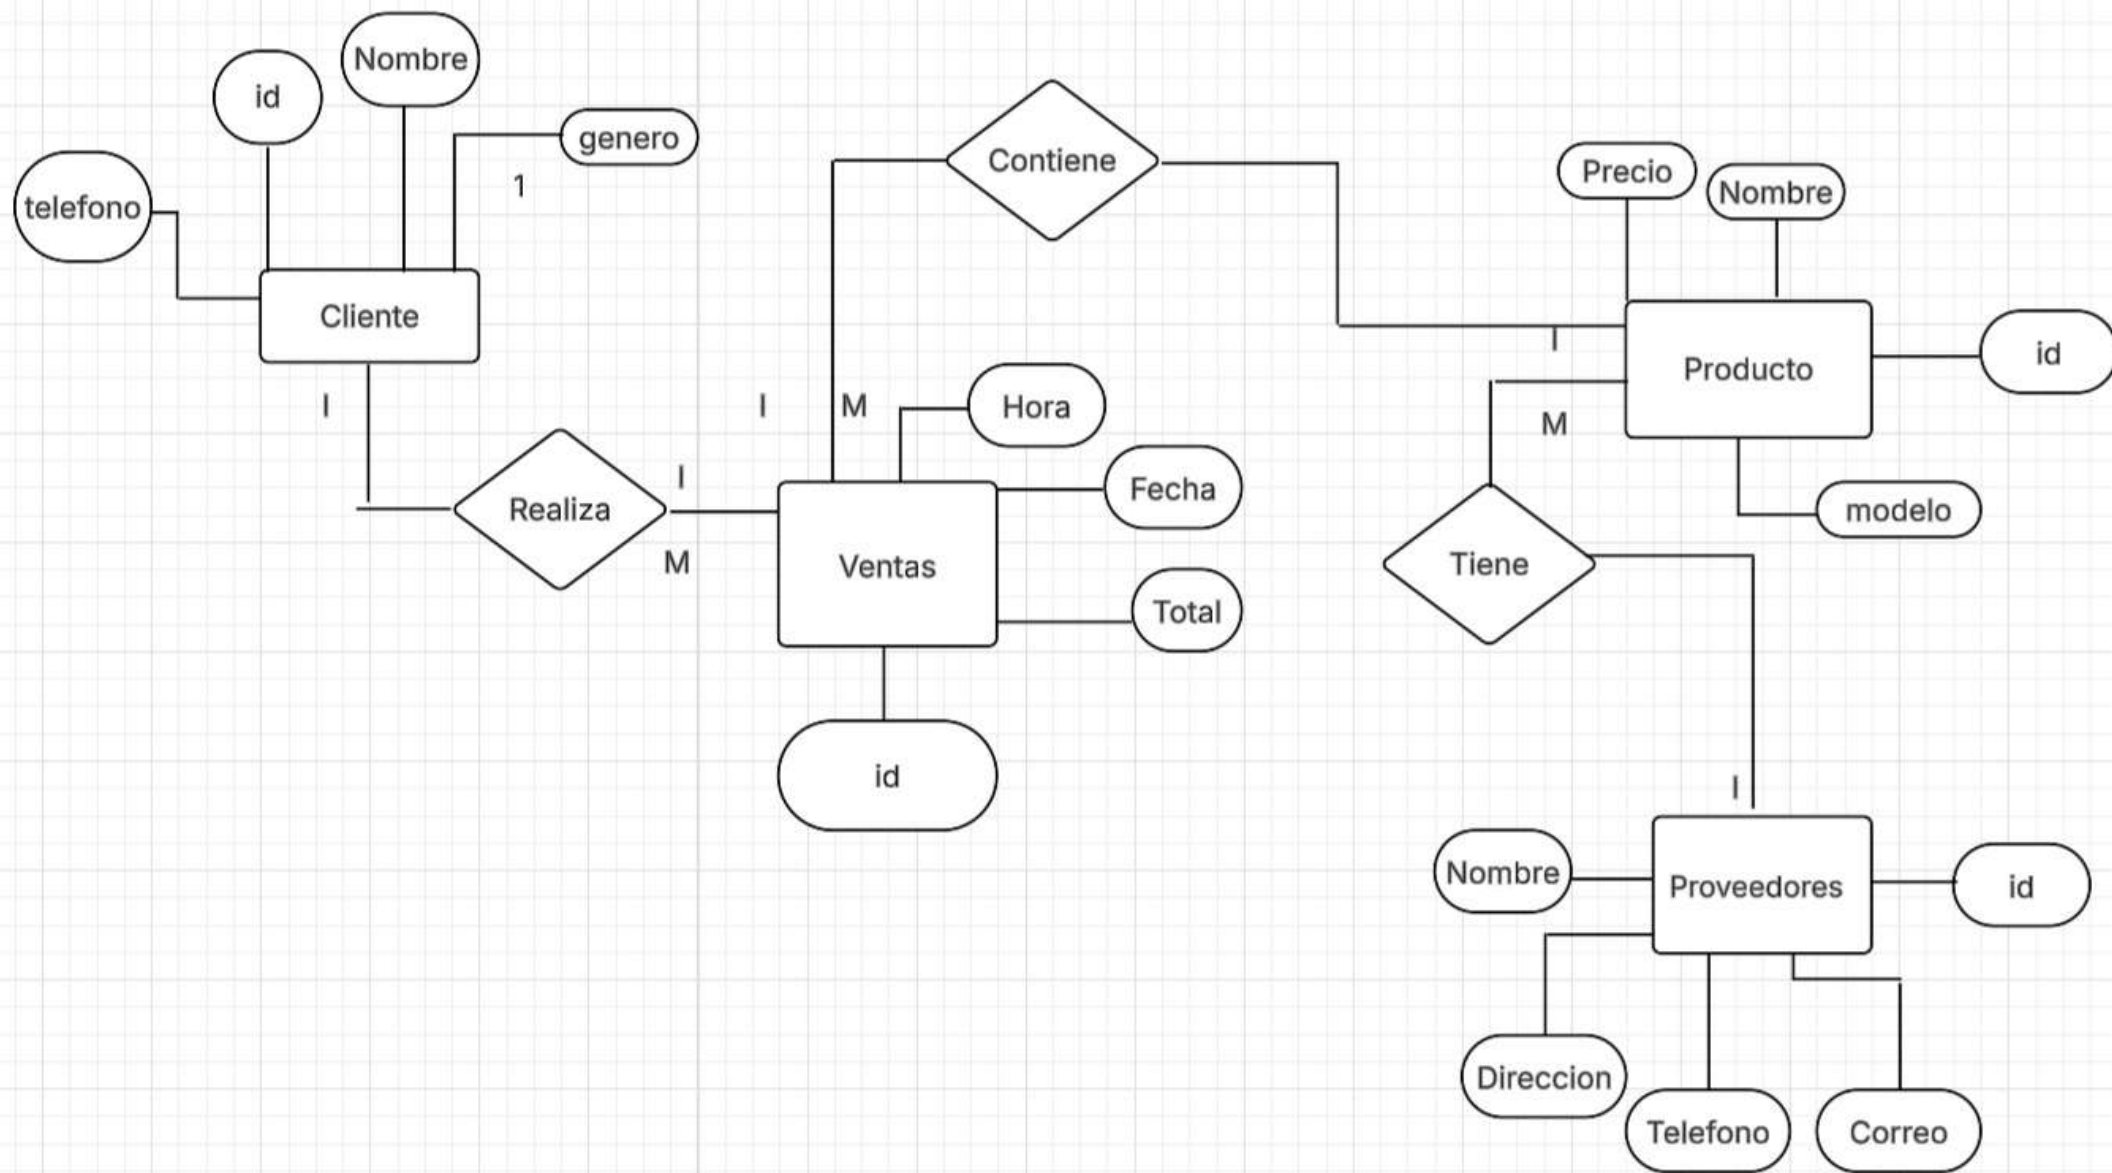 Nombre
id
genero
telefono
1
Cliente
Contiene
Precio
Nombre
Producto
id
I
M
modelo
I
I
M
Hora
Fecha
Realiza
I
M
Ventas
Total
id
Tiene
I
Nombre
Proveedores
id
Direccion
Telefono
Correo